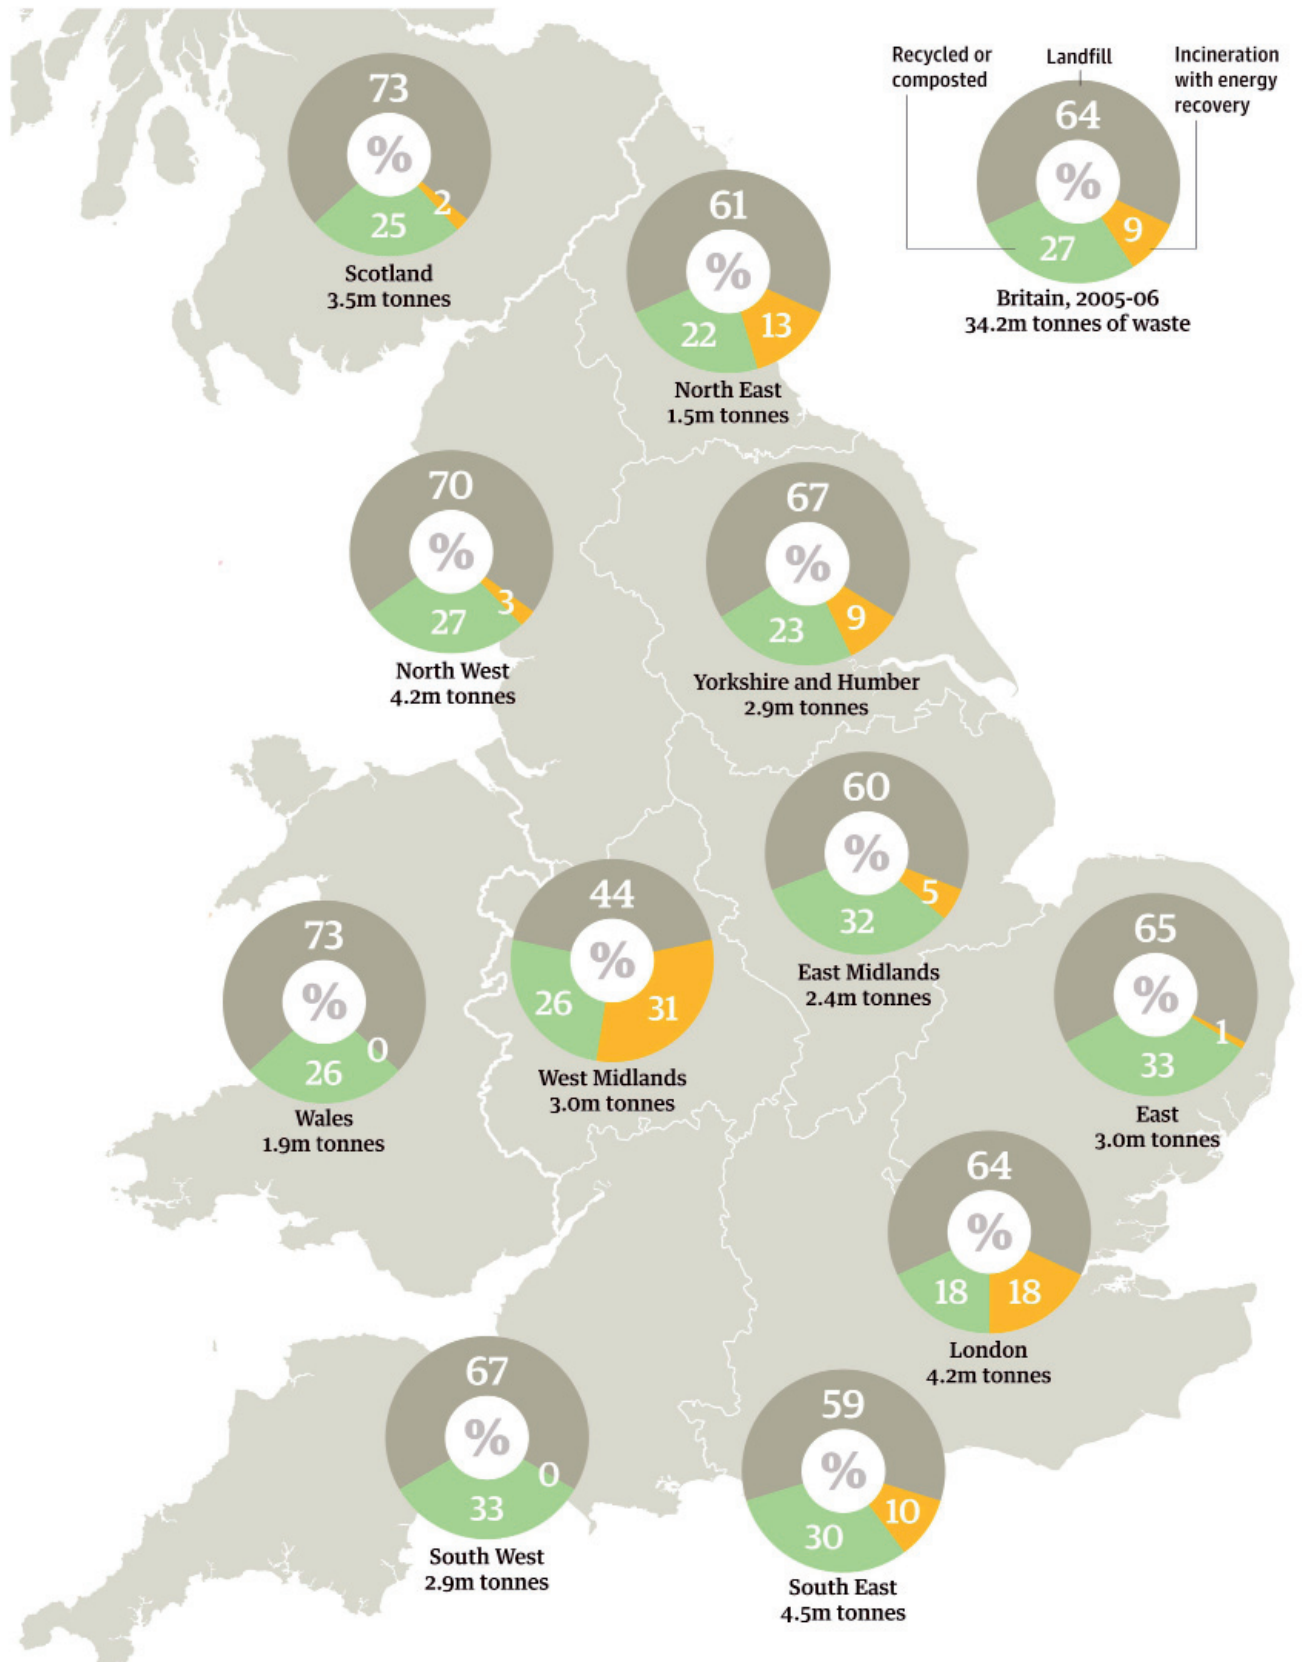 Recycled or
composted
Landfill
Incineration
with energy
recovery
64
%
27
9
Britain, 2005-06
34.2m tonnes of waste
73
%
2
25
Scotland
3.5m tonnes
61
%
22
13
North East
1.5m tonnes
70
%
3
27
North West
4.2m tonnes
67
%
23
9
Yorkshire and Humber
2.9m tonnes
60
%
5
32
East Midlands
2.4m tonnes
44
%
26
31
West Midlands
3.0m tonnes
73
%
0
26
Wales
1.9m tonnes
65
%
1
33
East
3.0m tonnes
64
%
18
18
London
4.2m tonnes
67
%
0
33
South West
2.9m tonnes
59
%
10
30
South East
4.5m tonnes